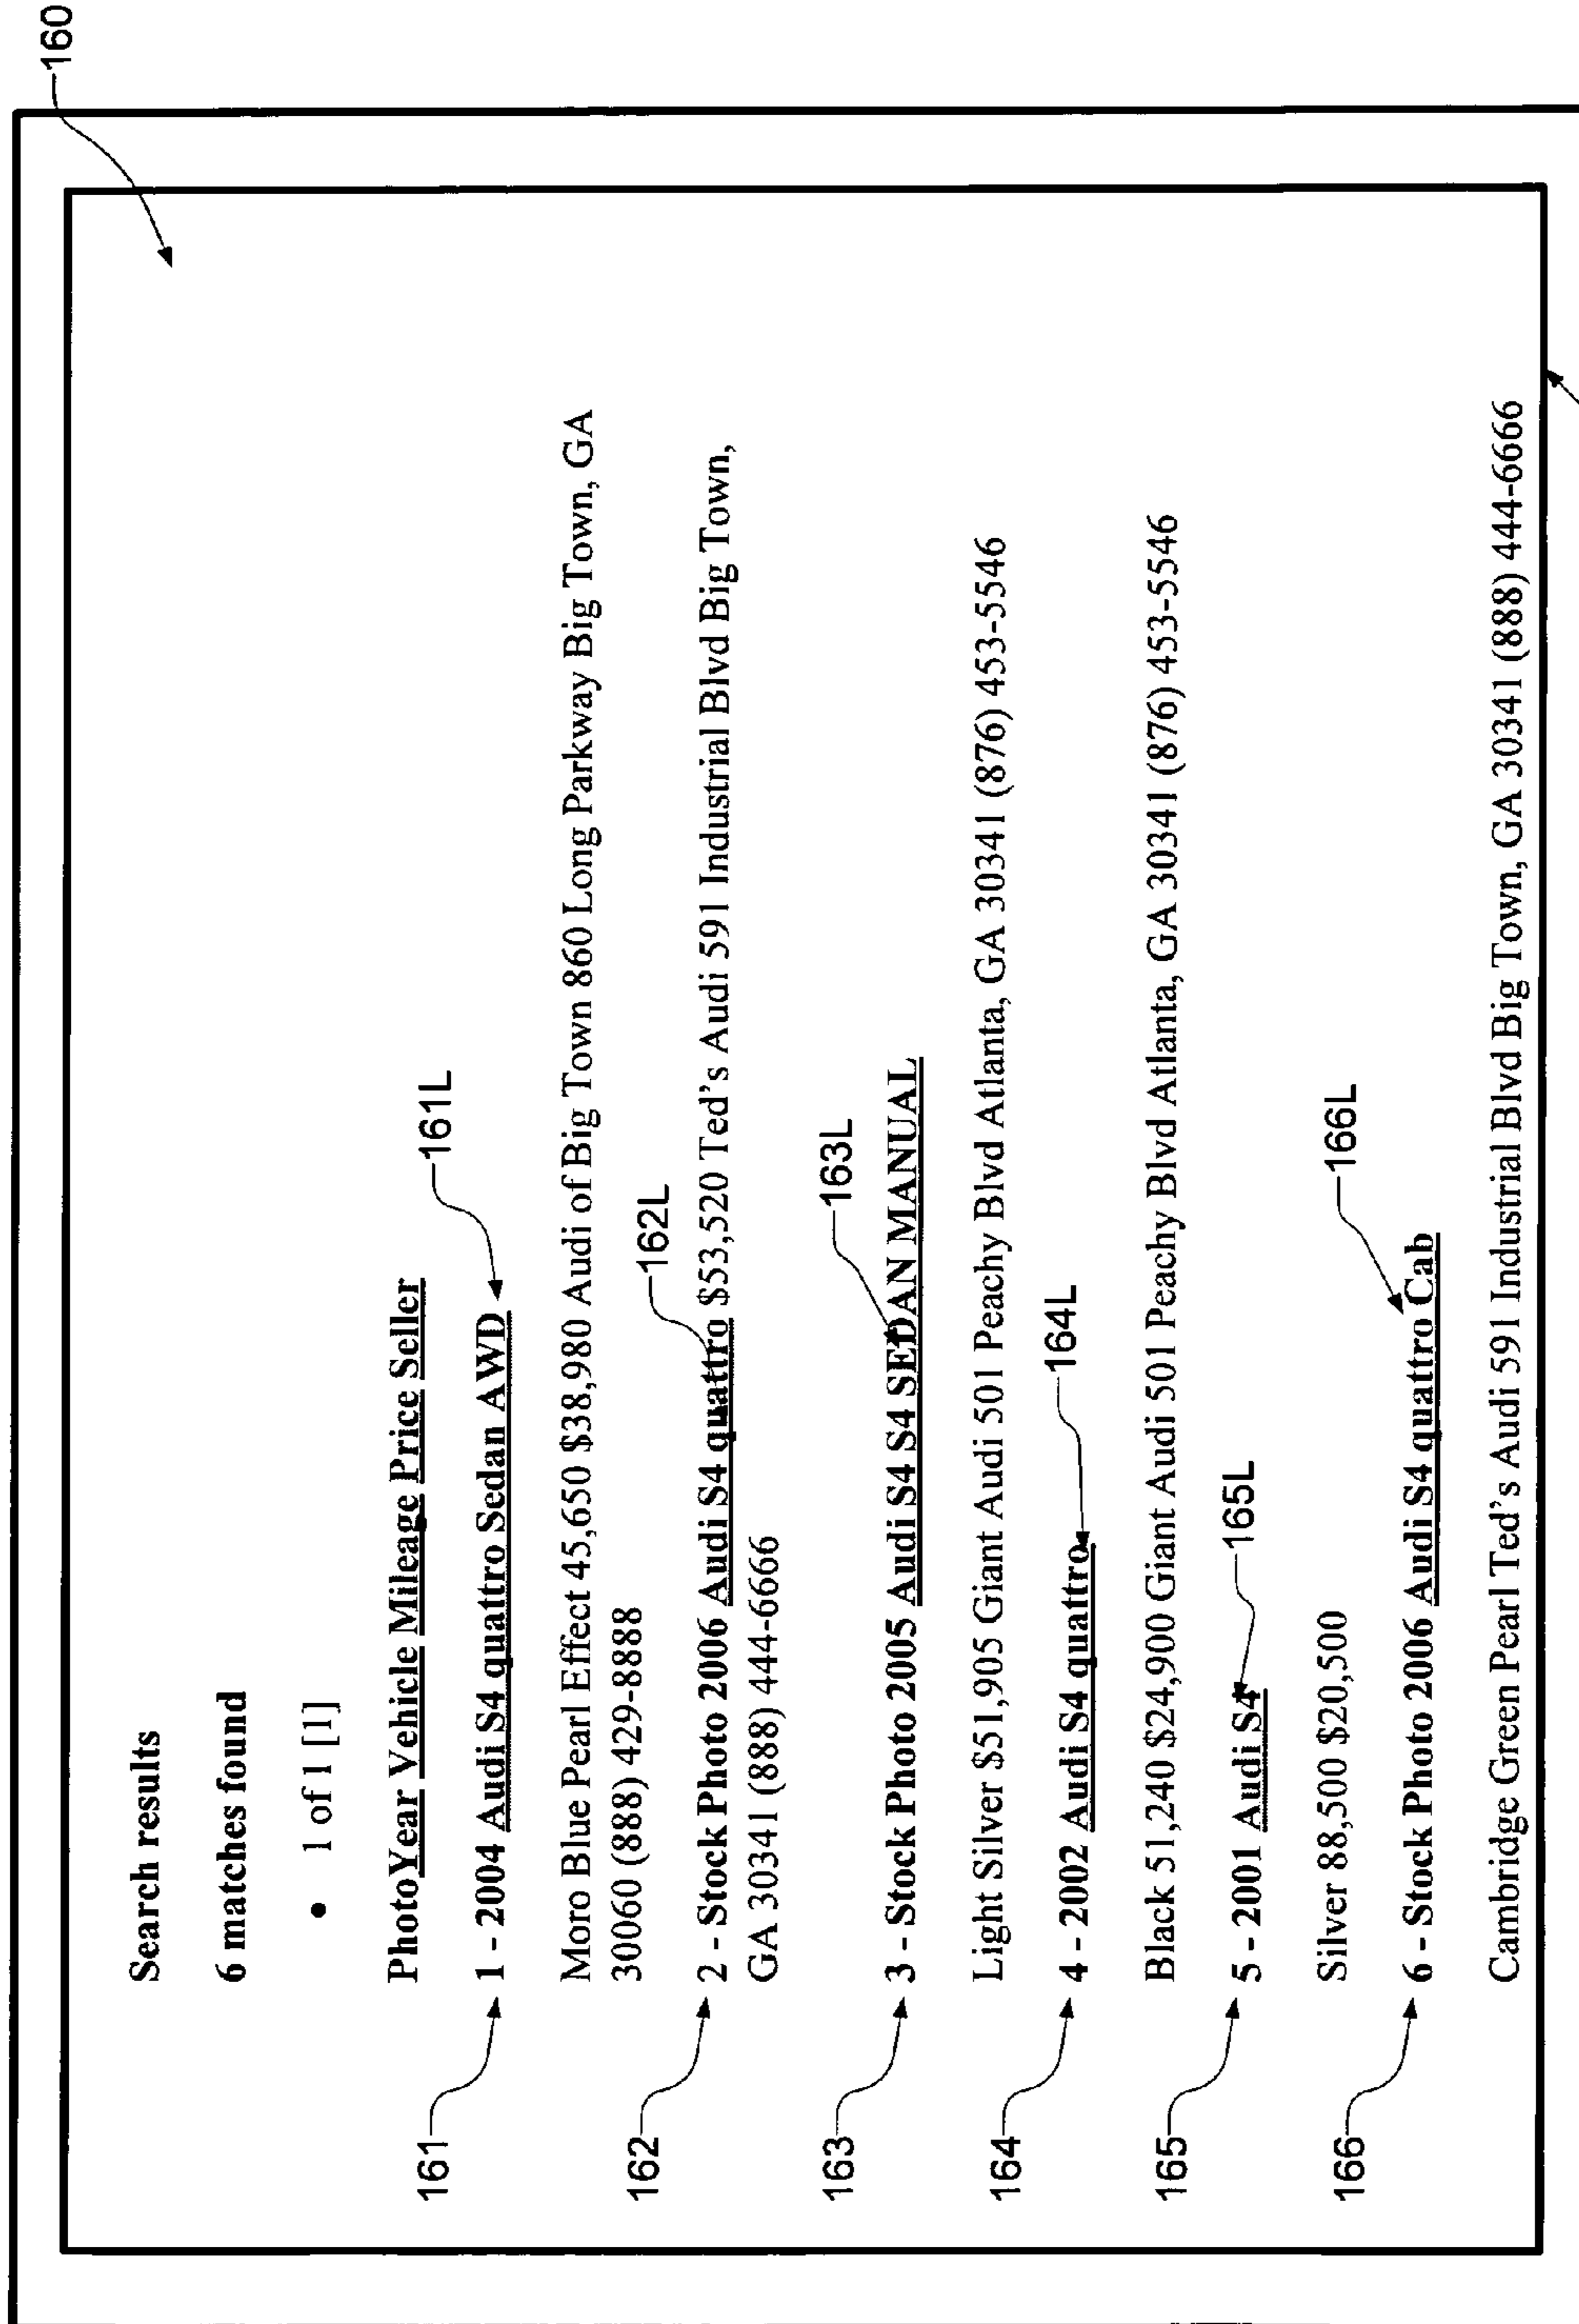 160
Search results
6 matches found
• 1 of 1 [1]
PhotoYear Vehicle Mileage Price Seller
161
1 - 2004 Audi S4 quattro Sedan AWD
161L
Moro Blue Pearl Effect 45,650 $38,980 Audi of Big Town 860 Long Parkway Big Town, GA
30060 (888) 429-8888
162
162L
2 - Stock Photo 2006 Audi S4 quattro $53,520 Ted's Audi 591 Industrial Blvd Big Town,
GA 30341 (888) 444-6666
163
163L
3 - Stock Photo 2005 Audi S4 S4 SEDAN MANUAL
Light Silver $51,905 Giant Audi 501 Peachy Blvd Atlanta, GA 30341 (876) 453-5546
164
4 - 2002 Audi S4 quattro
164L
Black 51,240 $24,900 Giant Audi 501 Peachy Blvd Atlanta, GA 30341 (876) 453-5546
165
5 - 2001 Audi S4
165L
Silver 88,500 $20,500
166
6 - Stock Photo 2006 Audi S4 quattro Cab
166L
Cambridge Green Pearl Ted's Audi 591 Industrial Blvd Big Town, GA 30341 (888) 444-6666